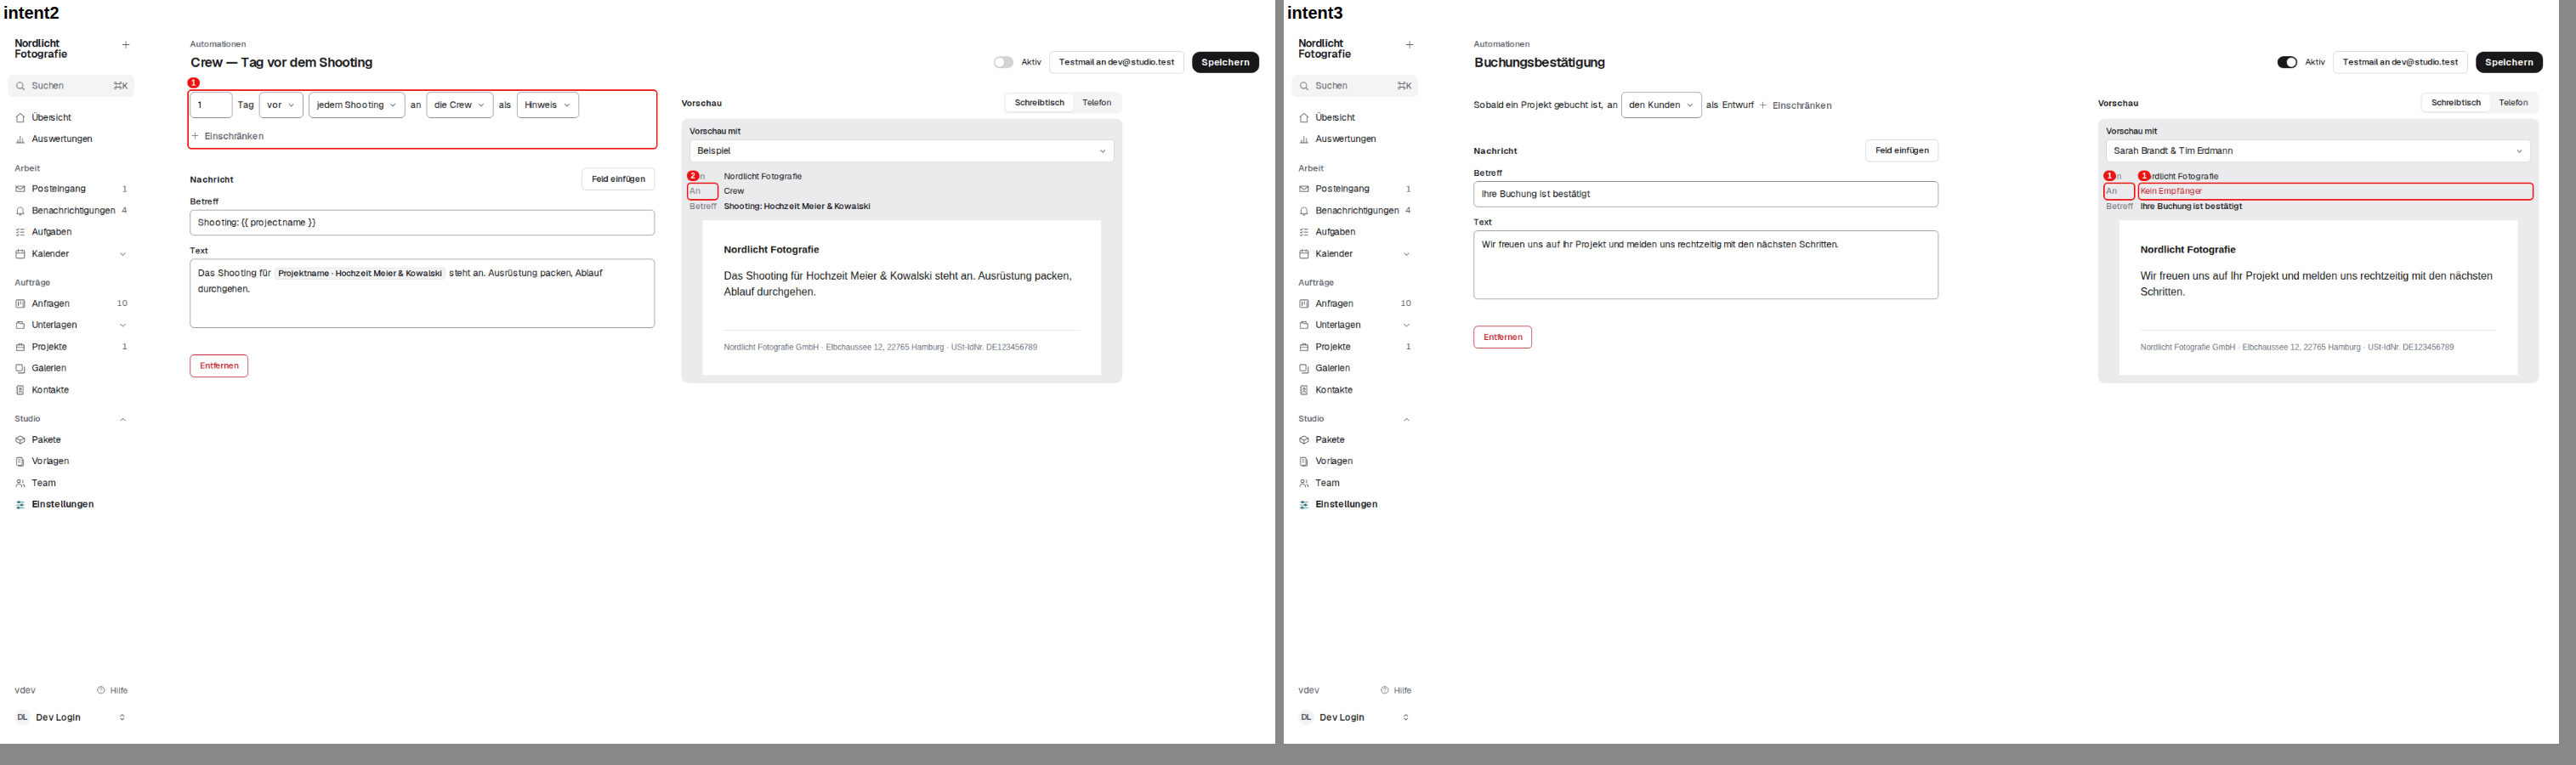 intent2
Nordlicht
Fotografie
Suchen ⌘K
Übersicht
Auswertungen
Arbeit
Posteingang 1
Benachrichtigungen 4
Aufgaben
Kalender
Aufträge
Anfragen 10
Unterlagen
Projekte 1
Galerien
Kontakte
Studio
Pakete
Vorlagen
Team
Einstellungen
vdev Hilfe
DL Dev Login
Automationen
Crew — Tag vor dem Shooting
Aktiv Testmail an dev@studio.test Speichern
1
1 Tag vor jedem Shooting an die Crew als Hinweis
+ Einschränken
Nachricht Feld einfügen
Betreff
Shooting: {{ project.name }}
Text
Das Shooting für Projektname · Hochzeit Meier & Kowalski steht an. Ausrüstung packen, Ablauf
durchgehen.
Entfernen
Vorschau Schreibtisch Telefon
Vorschau mit
Beispiel
2 n Nordlicht Fotografie
An Crew
Betreff Shooting: Hochzeit Meier & Kowalski
Nordlicht Fotografie
Das Shooting für Hochzeit Meier & Kowalski steht an. Ausrüstung packen,
Ablauf durchgehen.
Nordlicht Fotografie GmbH · Elbchaussee 12, 22765 Hamburg · USt-IdNr. DE123456789
intent3
Nordlicht
Fotografie
Suchen ⌘K
Übersicht
Auswertungen
Arbeit
Posteingang 1
Benachrichtigungen 4
Aufgaben
Kalender
Aufträge
Anfragen 10
Unterlagen
Projekte 1
Galerien
Kontakte
Studio
Pakete
Vorlagen
Team
Einstellungen
vdev Hilfe
DL Dev Login
Automationen
Buchungsbestätigung
Aktiv Testmail an dev@studio.test Speichern
Sobald ein Projekt gebucht ist, an den Kunden als Entwurf + Einschränken
Nachricht Feld einfügen
Betreff
Ihre Buchung ist bestätigt
Text
Wir freuen uns auf Ihr Projekt und melden uns rechtzeitig mit den nächsten Schritten.
Entfernen
Vorschau Schreibtisch Telefon
Vorschau mit
Sarah Brandt & Tim Erdmann
1 n 1 rdlicht Fotografie
An Kein Empfänger
Betreff Ihre Buchung ist bestätigt
Nordlicht Fotografie
Wir freuen uns auf Ihr Projekt und melden uns rechtzeitig mit den nächsten
Schritten.
Nordlicht Fotografie GmbH · Elbchaussee 12, 22765 Hamburg · USt-IdNr. DE123456789